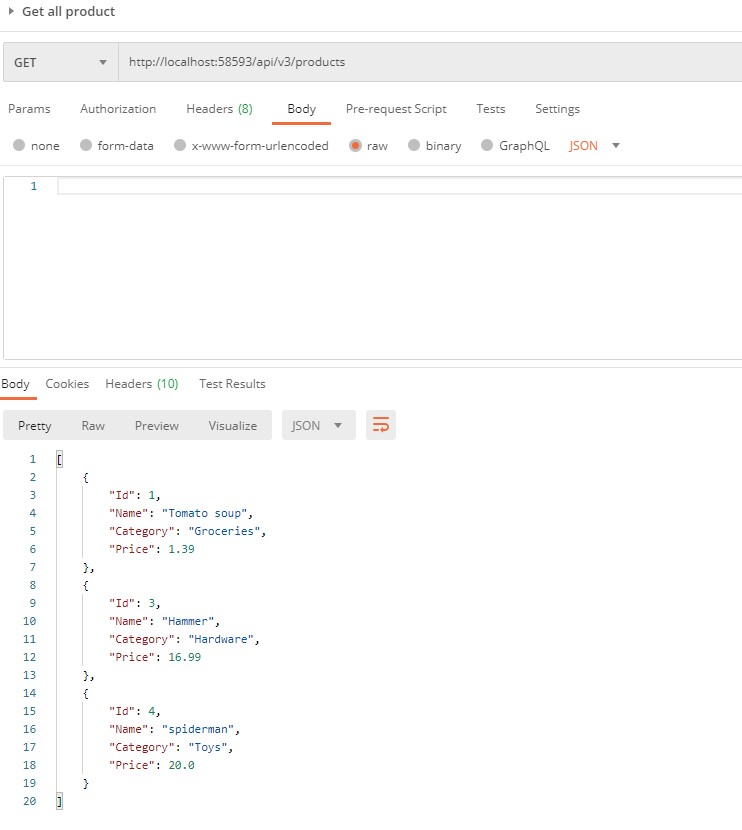 Get all product
GET http://localhost:58593/api/v3/products
Params Authorization Headers (8) Body Pre-request Script Tests Settings
none form-data x-www-form-urlencoded raw binary GraphQL JSON
1
Body Cookies Headers (10) Test Results
Pretty Raw Preview Visualize JSON
1 [
2 {
3 "Id": 1,
4 "Name": "Tomato soup",
5 "Category": "Groceries",
6 "Price": 1.39
7 },
8 {
9 "Id": 3,
10 "Name": "Hammer",
11 "Category": "Hardware",
12 "Price": 16.99
13 },
14 {
15 "Id": 4,
16 "Name": "spiderman",
17 "Category": "Toys",
18 "Price": 20.0
19 }
20 ]